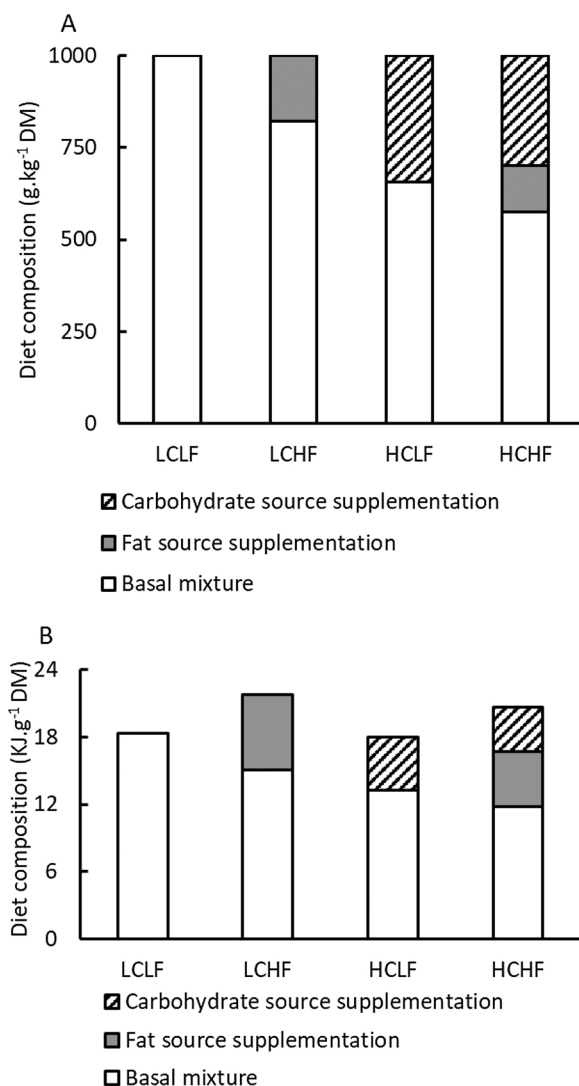 A
Diet composition (g.kg⁻¹ DM)
1000
750
500
250
0
LCLF LCHF HCLF HCHF
Carbohydrate source supplementation
Fat source supplementation
Basal mixture
B
Diet composition (KJ.g⁻¹ DM)
24
18
12
6
0
LCLF LCHF HCLF HCHF
Carbohydrate source supplementation
Fat source supplementation
Basal mixture